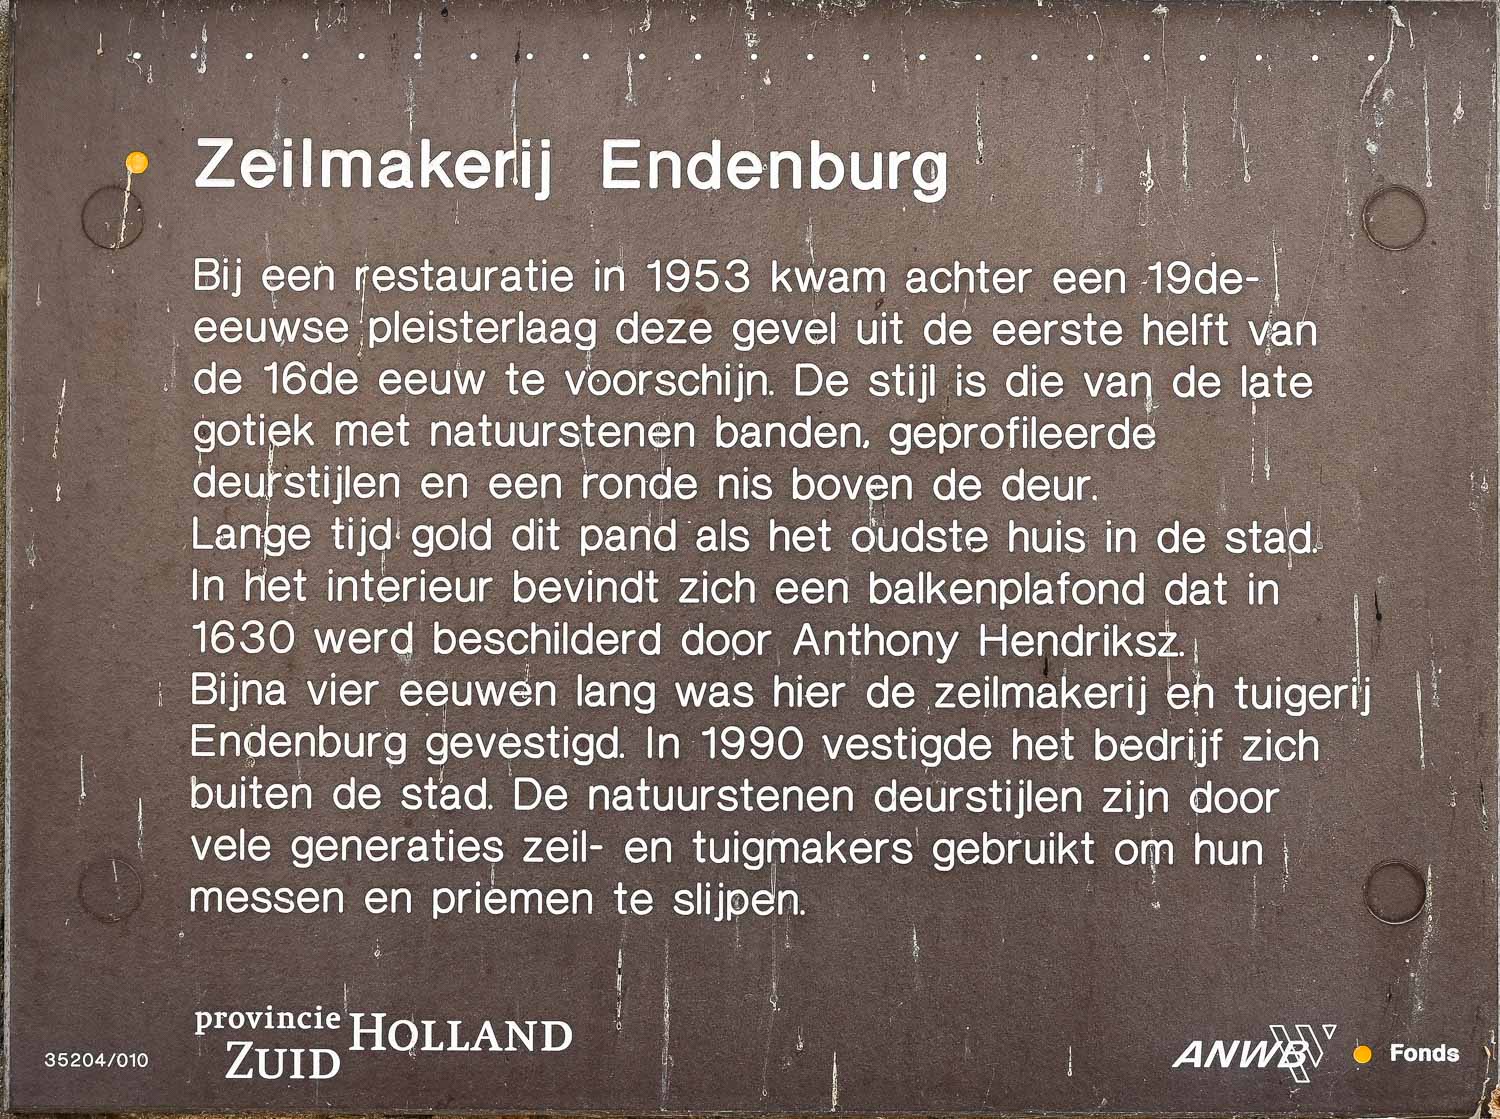 Zeilmakerij Endenburg
Bij een restauratie in 1953 kwam achter een 19de-
eeuwse pleisterlaag deze gevel uit de eerste helft van
de 16de eeuw te voorschijn. De stijl is die van de late
gotiek met natuurstenen banden, geprofileerde
deurstijlen en een ronde nis boven de deur.
Lange tijd gold dit pand als het oudste huis in de stad.
In het interieur bevindt zich een balkenplafond dat in
1630 werd beschilderd door Anthony Hendriksz.
Bijna vier eeuwen lang was hier de zeilmakerij en tuigerij
Endenburg gevestigd. In 1990 vestigde het bedrijf zich
buiten de stad. De natuurstenen deurstijlen zijn door
vele generaties zeil- en tuigmakers gebruikt om hun
messen en priemen te slijpen.
provincie HOLLAND
ZUID
35204/010
ANWB Fonds